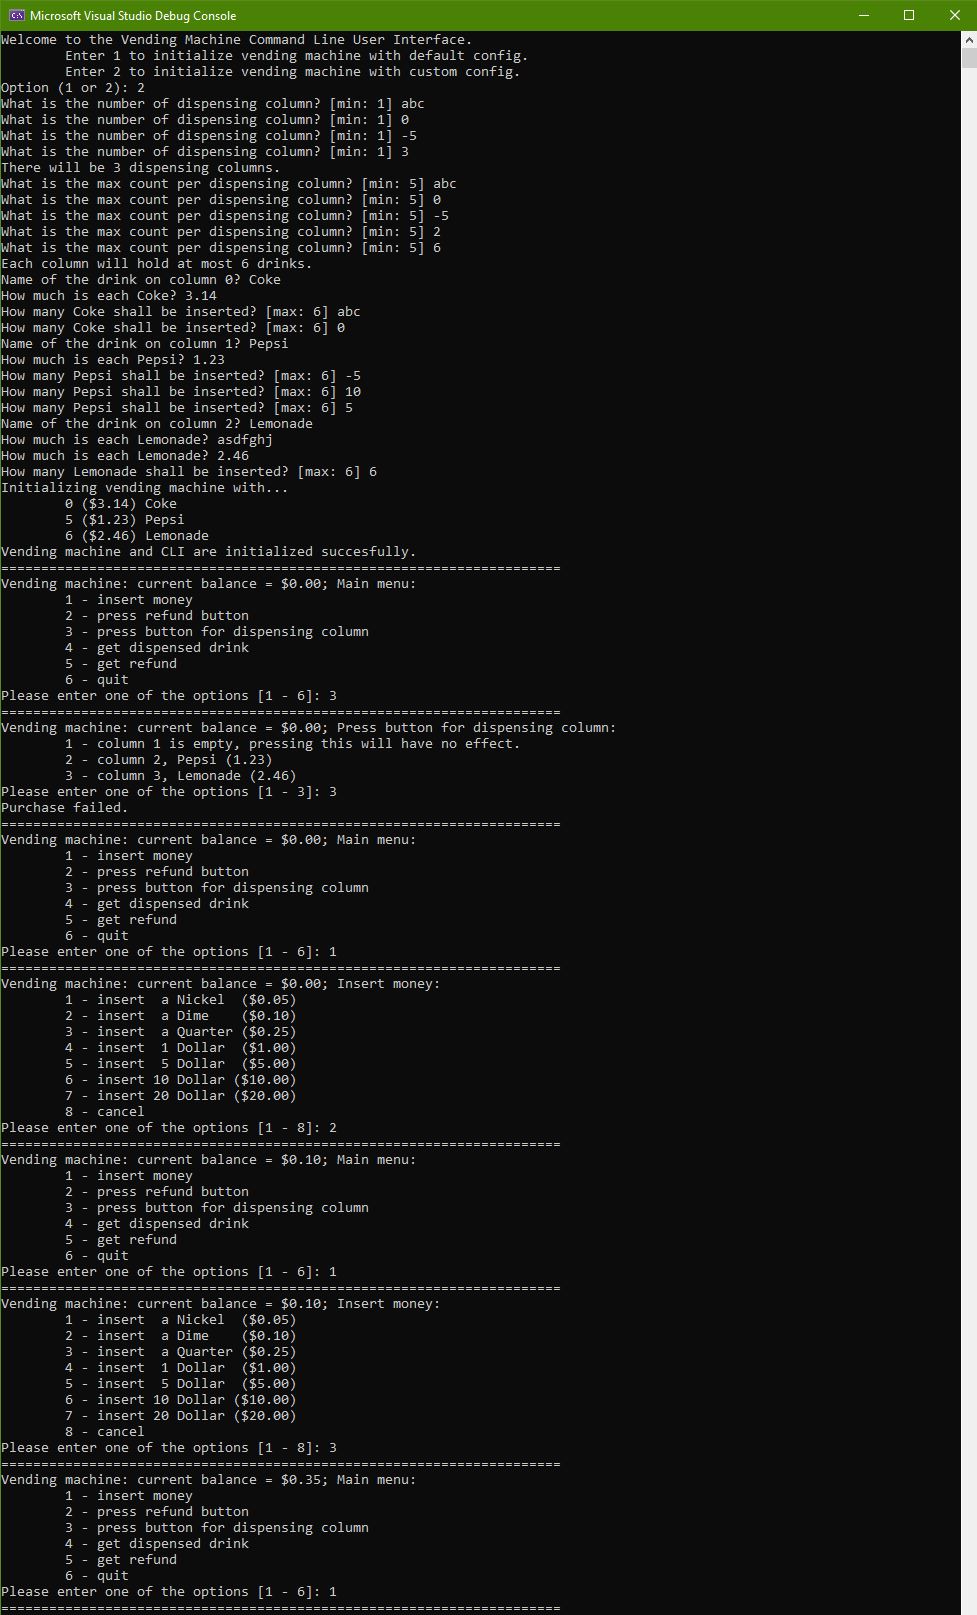 Microsoft Visual Studio Debug Console
Welcome to the Vending Machine Command Line User Interface.
        Enter 1 to initialize vending machine with default config.
        Enter 2 to initialize vending machine with custom config.
Option (1 or 2): 2
What is the number of dispensing column? [min: 1] abc
What is the number of dispensing column? [min: 1] 0
What is the number of dispensing column? [min: 1] -5
What is the number of dispensing column? [min: 1] 3
There will be 3 dispensing columns.
What is the max count per dispensing column? [min: 5] abc
What is the max count per dispensing column? [min: 5] 0
What is the max count per dispensing column? [min: 5] -5
What is the max count per dispensing column? [min: 5] 2
What is the max count per dispensing column? [min: 5] 6
Each column will hold at most 6 drinks.
Name of the drink on column 0? Coke
How much is each Coke? 3.14
How many Coke shall be inserted? [max: 6] abc
How many Coke shall be inserted? [max: 6] 0
Name of the drink on column 1? Pepsi
How much is each Pepsi? 1.23
How many Pepsi shall be inserted? [max: 6] -5
How many Pepsi shall be inserted? [max: 6] 10
How many Pepsi shall be inserted? [max: 6] 5
Name of the drink on column 2? Lemonade
How much is each Lemonade? asdfghj
How much is each Lemonade? 2.46
How many Lemonade shall be inserted? [max: 6] 6
Initializing vending machine with...
        0 ($3.14) Coke
        5 ($1.23) Pepsi
        6 ($2.46) Lemonade
Vending machine and CLI are initialized succesfully.
======================================================================
Vending machine: current balance = $0.00; Main menu:
        1 - insert money
        2 - press refund button
        3 - press button for dispensing column
        4 - get dispensed drink
        5 - get refund
        6 - quit
Please enter one of the options [1 - 6]: 3
======================================================================
Vending machine: current balance = $0.00; Press button for dispensing column:
        1 - column 1 is empty, pressing this will have no effect.
        2 - column 2, Pepsi (1.23)
        3 - column 3, Lemonade (2.46)
Please enter one of the options [1 - 3]: 3
Purchase failed.
======================================================================
Vending machine: current balance = $0.00; Main menu:
        1 - insert money
        2 - press refund button
        3 - press button for dispensing column
        4 - get dispensed drink
        5 - get refund
        6 - quit
Please enter one of the options [1 - 6]: 1
======================================================================
Vending machine: current balance = $0.00; Insert money:
        1 - insert  a Nickel  ($0.05)
        2 - insert  a Dime    ($0.10)
        3 - insert  a Quarter ($0.25)
        4 - insert  1 Dollar  ($1.00)
        5 - insert  5 Dollar  ($5.00)
        6 - insert 10 Dollar ($10.00)
        7 - insert 20 Dollar ($20.00)
        8 - cancel
Please enter one of the options [1 - 8]: 2
======================================================================
Vending machine: current balance = $0.10; Main menu:
        1 - insert money
        2 - press refund button
        3 - press button for dispensing column
        4 - get dispensed drink
        5 - get refund
        6 - quit
Please enter one of the options [1 - 6]: 1
======================================================================
Vending machine: current balance = $0.10; Insert money:
        1 - insert  a Nickel  ($0.05)
        2 - insert  a Dime    ($0.10)
        3 - insert  a Quarter ($0.25)
        4 - insert  1 Dollar  ($1.00)
        5 - insert  5 Dollar  ($5.00)
        6 - insert 10 Dollar ($10.00)
        7 - insert 20 Dollar ($20.00)
        8 - cancel
Please enter one of the options [1 - 8]: 3
======================================================================
Vending machine: current balance = $0.35; Main menu:
        1 - insert money
        2 - press refund button
        3 - press button for dispensing column
        4 - get dispensed drink
        5 - get refund
        6 - quit
Please enter one of the options [1 - 6]: 1
======================================================================